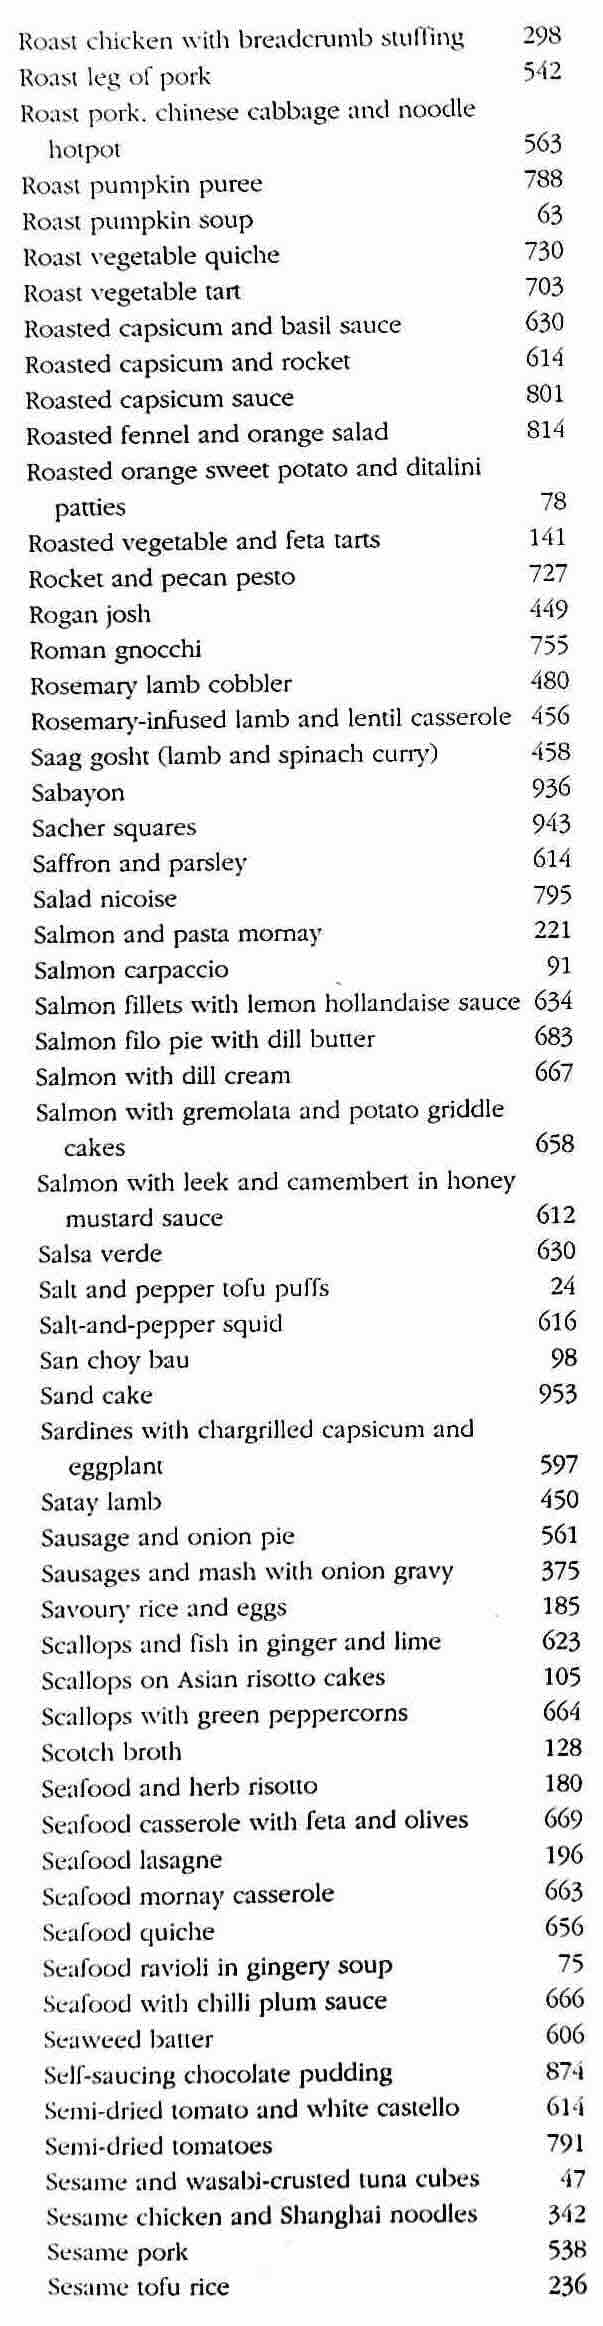 Roast chicken with breadcrumb stuffing 298
Roast leg of pork 542
Roast pork. chinese cabbage and noodle
hotpot 563
Roast pumpkin puree 788
Roast pumpkin soup 63
Roast vegetable quiche 730
Roast vegetable tart 703
Roasted capsicum and basil sauce 630
Roasted capsicum and rocket 614
Roasted capsicum sauce 801
Roasted fennel and orange salad 814
Roasted orange sweet potato and ditalini
patties 78
Roasted vegetable and feta tarts 141
Rocket and pecan pesto 727
Rogan josh 449
Roman gnocchi 755
Rosemary lamb cobbler 480
Rosemary-infused lamb and lentil casserole 456
Saag gosht (lamb and spinach curry) 458
Sabayon 936
Sacher squares 943
Saffron and parsley 614
Salad nicoise 795
Salmon and pasta mornay 221
Salmon carpaccio 91
Salmon fillets with lemon hollandaise sauce 634
Salmon filo pie with dill butter 683
Salmon with dill cream 667
Salmon with gremolata and potato griddle
cakes 658
Salmon with leek and camembert in honey
mustard sauce 612
Salsa verde 630
Salt and pepper tofu puffs 24
Salt-and-pepper squid 616
San choy bau 98
Sand cake 953
Sardines with chargrilled capsicum and
eggplant 597
Satay lamb 450
Sausage and onion pie 561
Sausages and mash with onion gravy 375
Savoury rice and eggs 185
Scallops and fish in ginger and lime 623
Scallops on Asian risotto cakes 105
Scallops with green peppercorns 664
Scotch broth 128
Seafood and herb risotto 180
Seafood casserole with feta and olives 669
Seafood lasagne 196
Seafood mornay casserole 663
Seafood quiche 656
Seafood ravioli in gingery soup 75
Seafood with chilli plum sauce 666
Seaweed batter 606
Self-saucing chocolate pudding 874
Semi-dried tomato and white castello 614
Semi-dried tomatoes 791
Sesame and wasabi-crusted tuna cubes 47
Sesame chicken and Shanghai noodles 342
Sesame pork 538
Sesame tofu rice 236